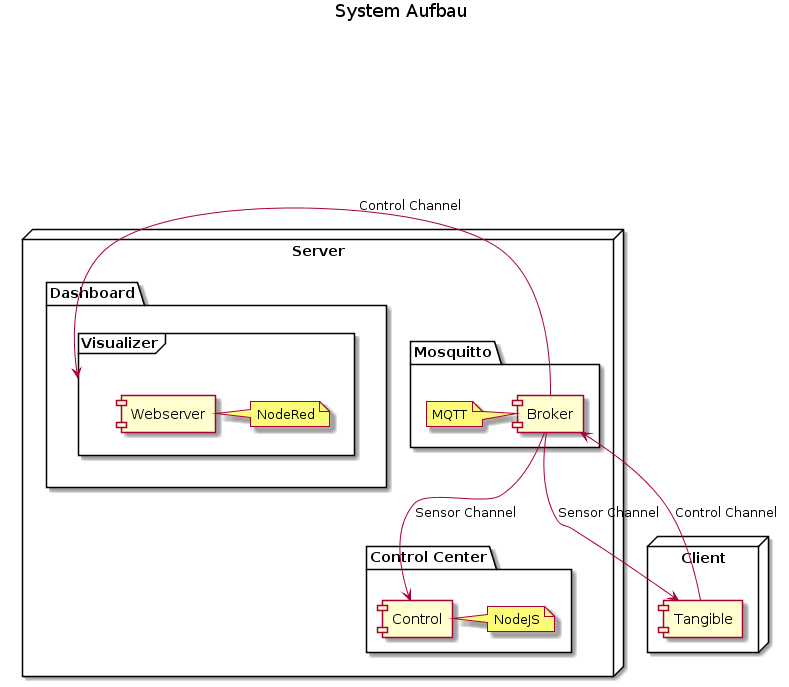 System Aufbau
Control Channel
Server
Dashboard
Visualizer
Mosquitto
Webserver
NodeRed
MQTT
Broker
Sensor Channel
Sensor Channel
Control Channel
Control Center
Client
Control
NodeJS
Tangible